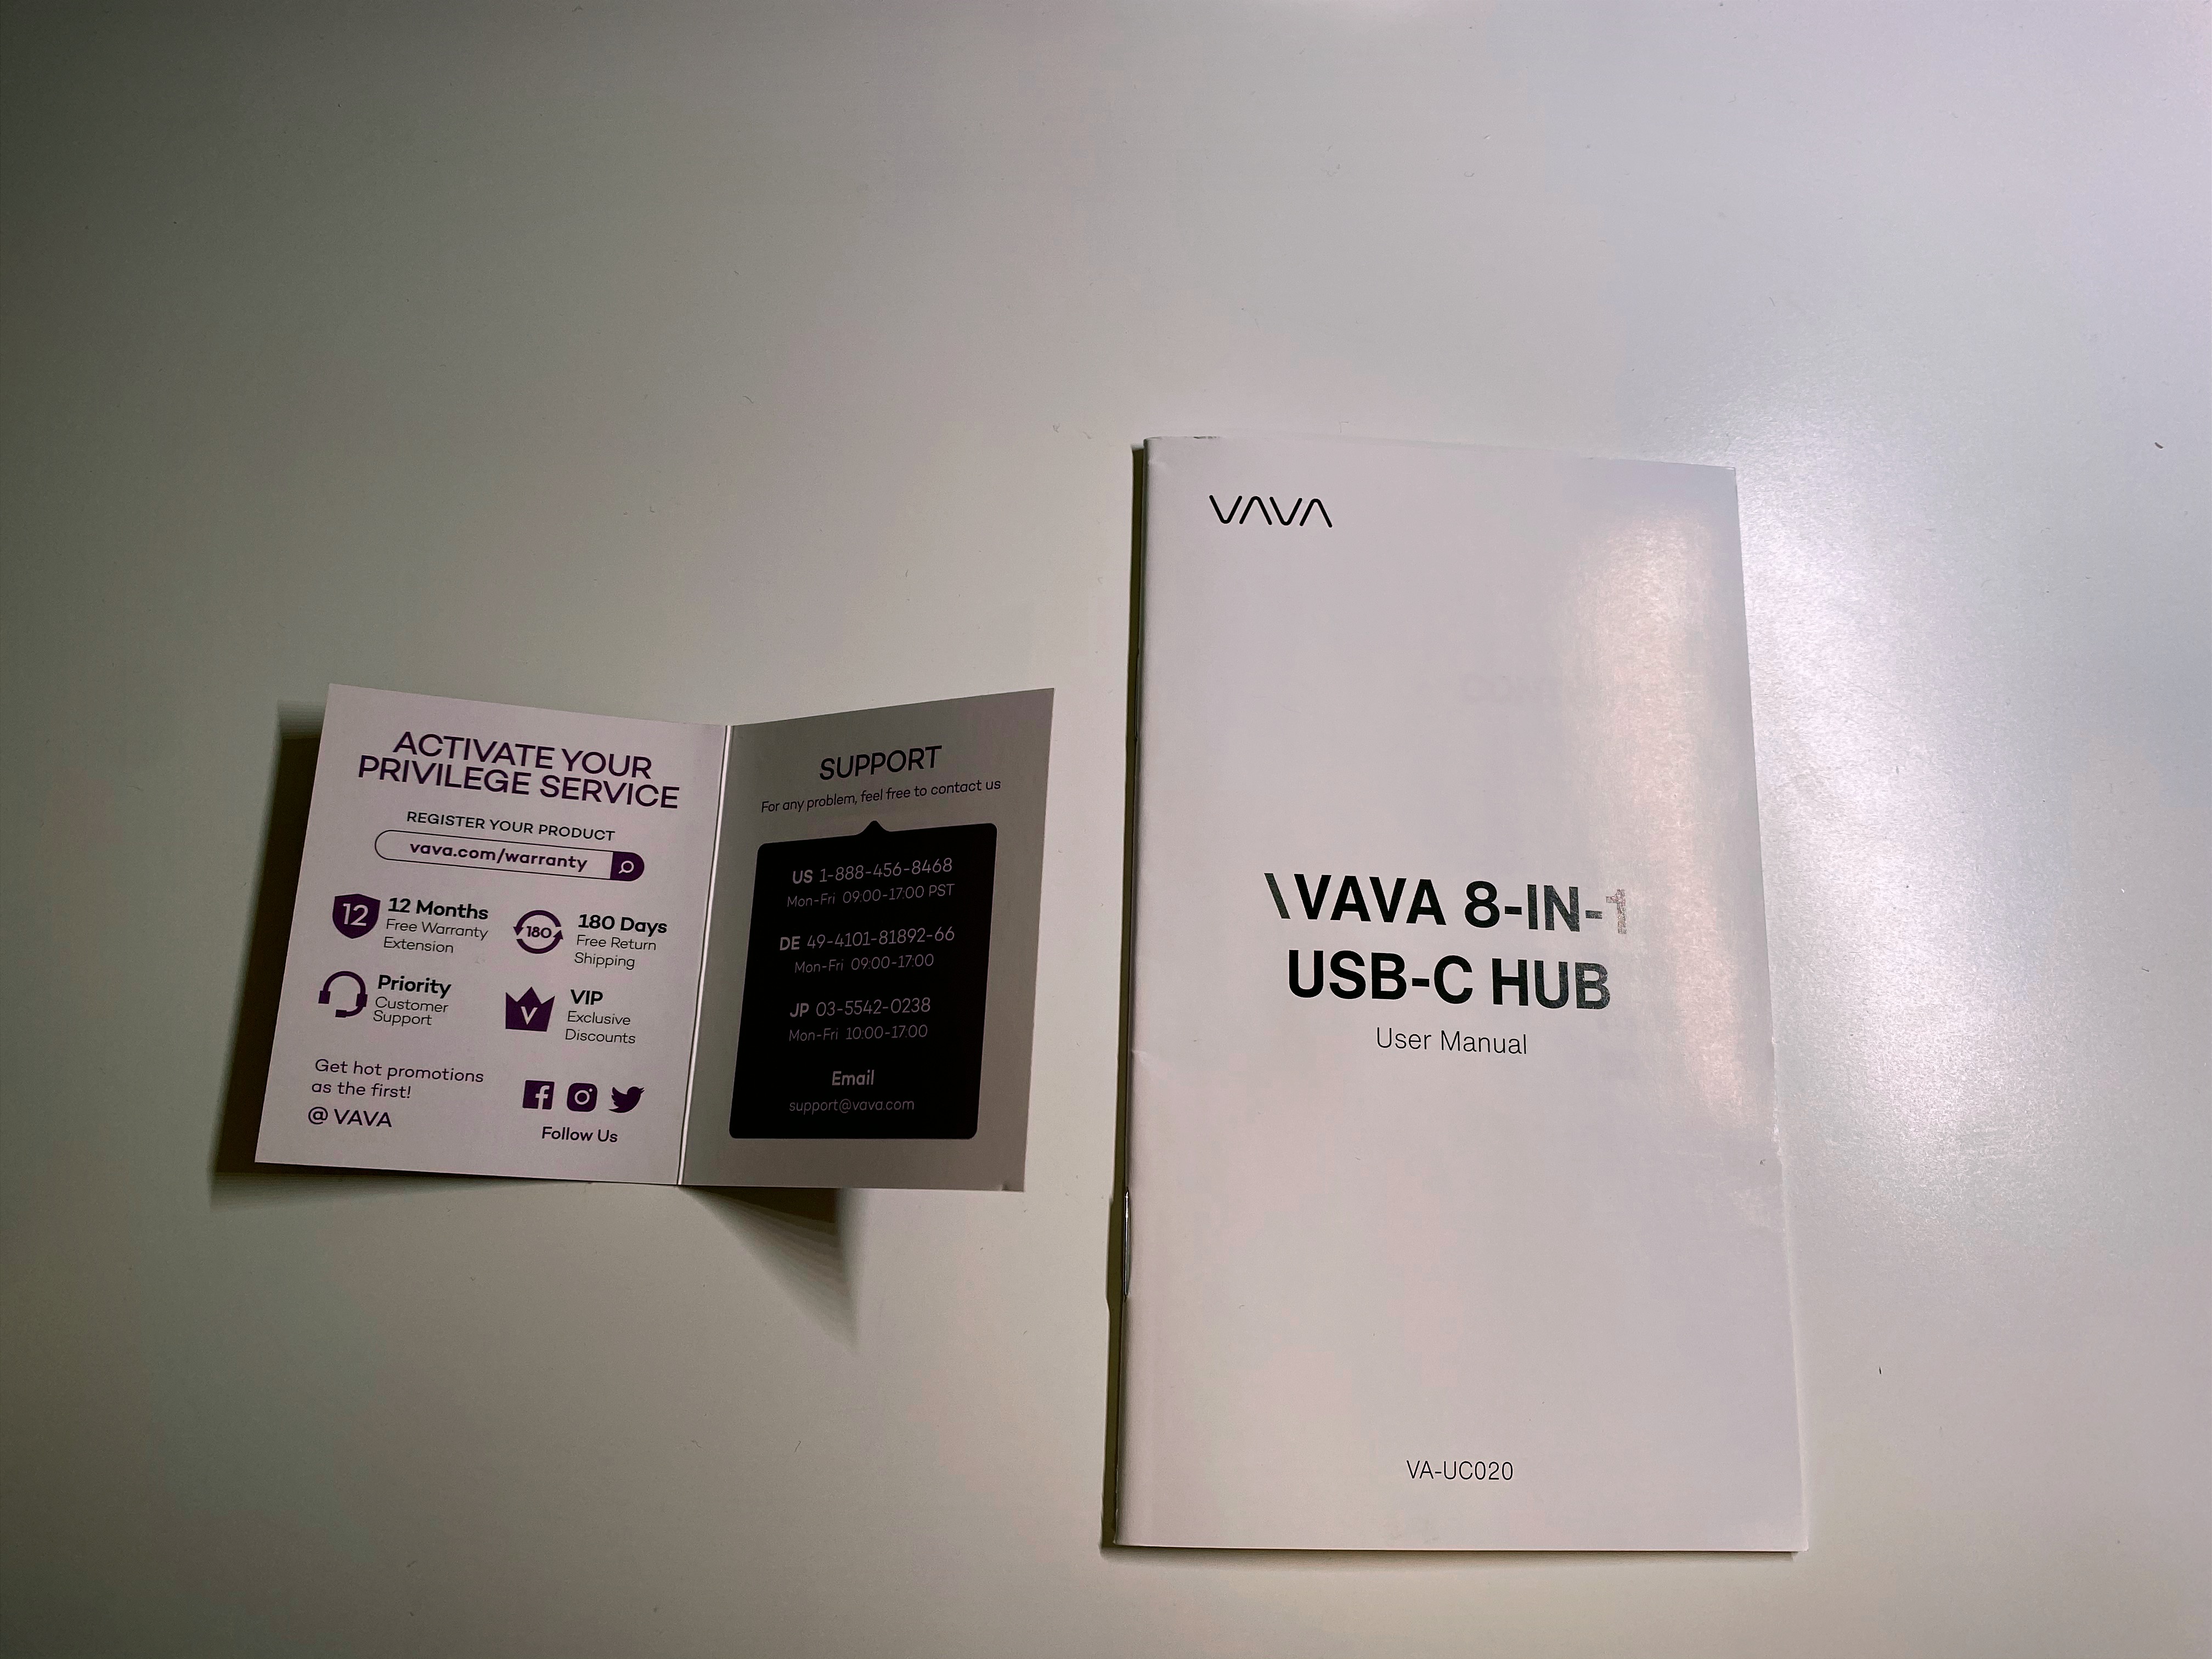 ACTIVATE YOUR
PRIVILEGE SERVICE
REGISTER YOUR PRODUCT
vava.com/warranty
12
12 Months
Free Warranty
Extension
180
180 Days
Free Return
Shipping
Priority
Customer
Support
V
VIP
Exclusive
Discounts
Get hot promotions
as the first!
@ VAVA
Follow Us
SUPPORT
For any problem, feel free to contact us
US 1-888-456-8468
Mon-Fri 09:00-17:00 PST
DE 49-4101-81892-66
Mon-Fri 09:00-17:00
JP 03-5542-0238
Mon-Fri 10:00-17:00
Email
support@vava.com
VAVA
\VAVA 8-IN-1
USB-C HUB
User Manual
VA-UC020